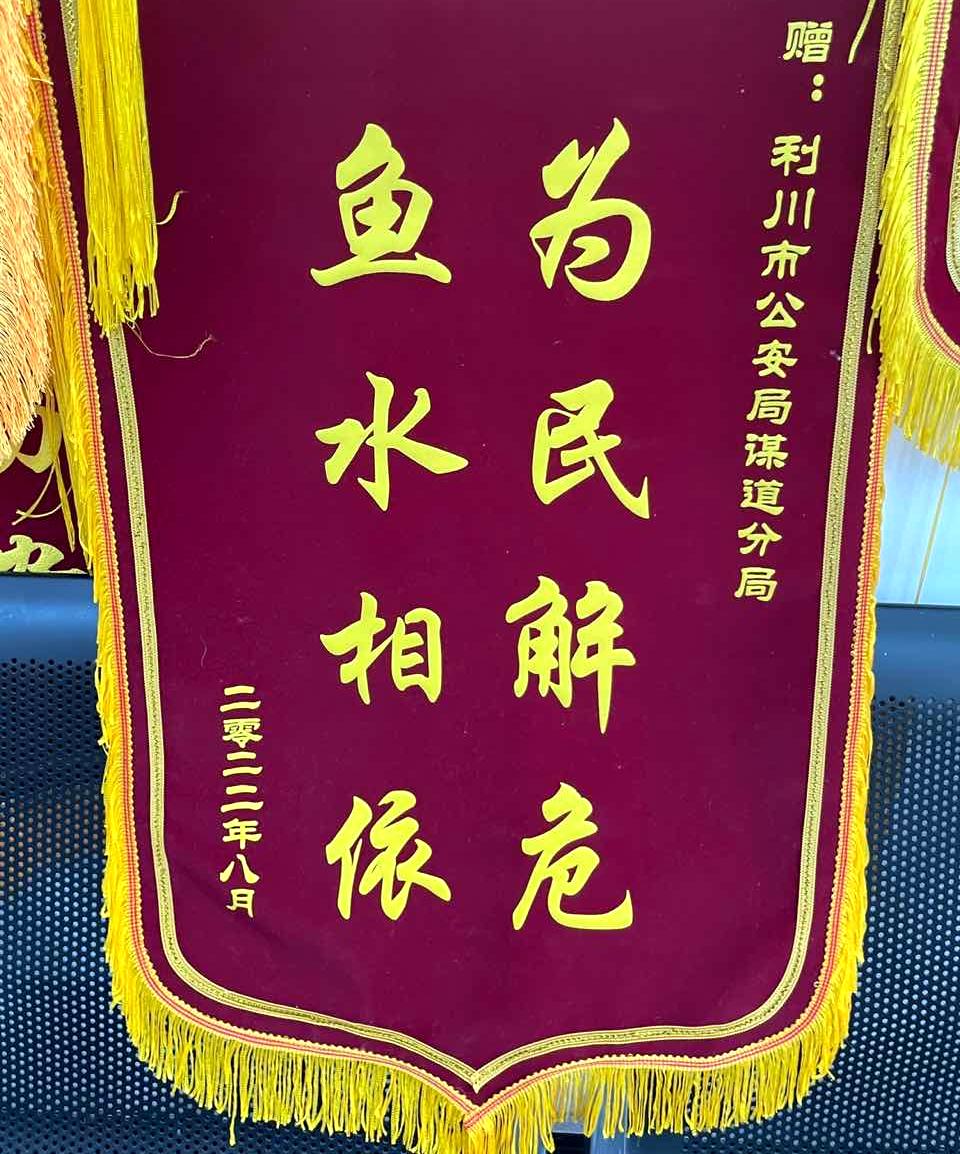 赠：利川市公安局谋道分局
为民解危
鱼水相依
二零二二年八月